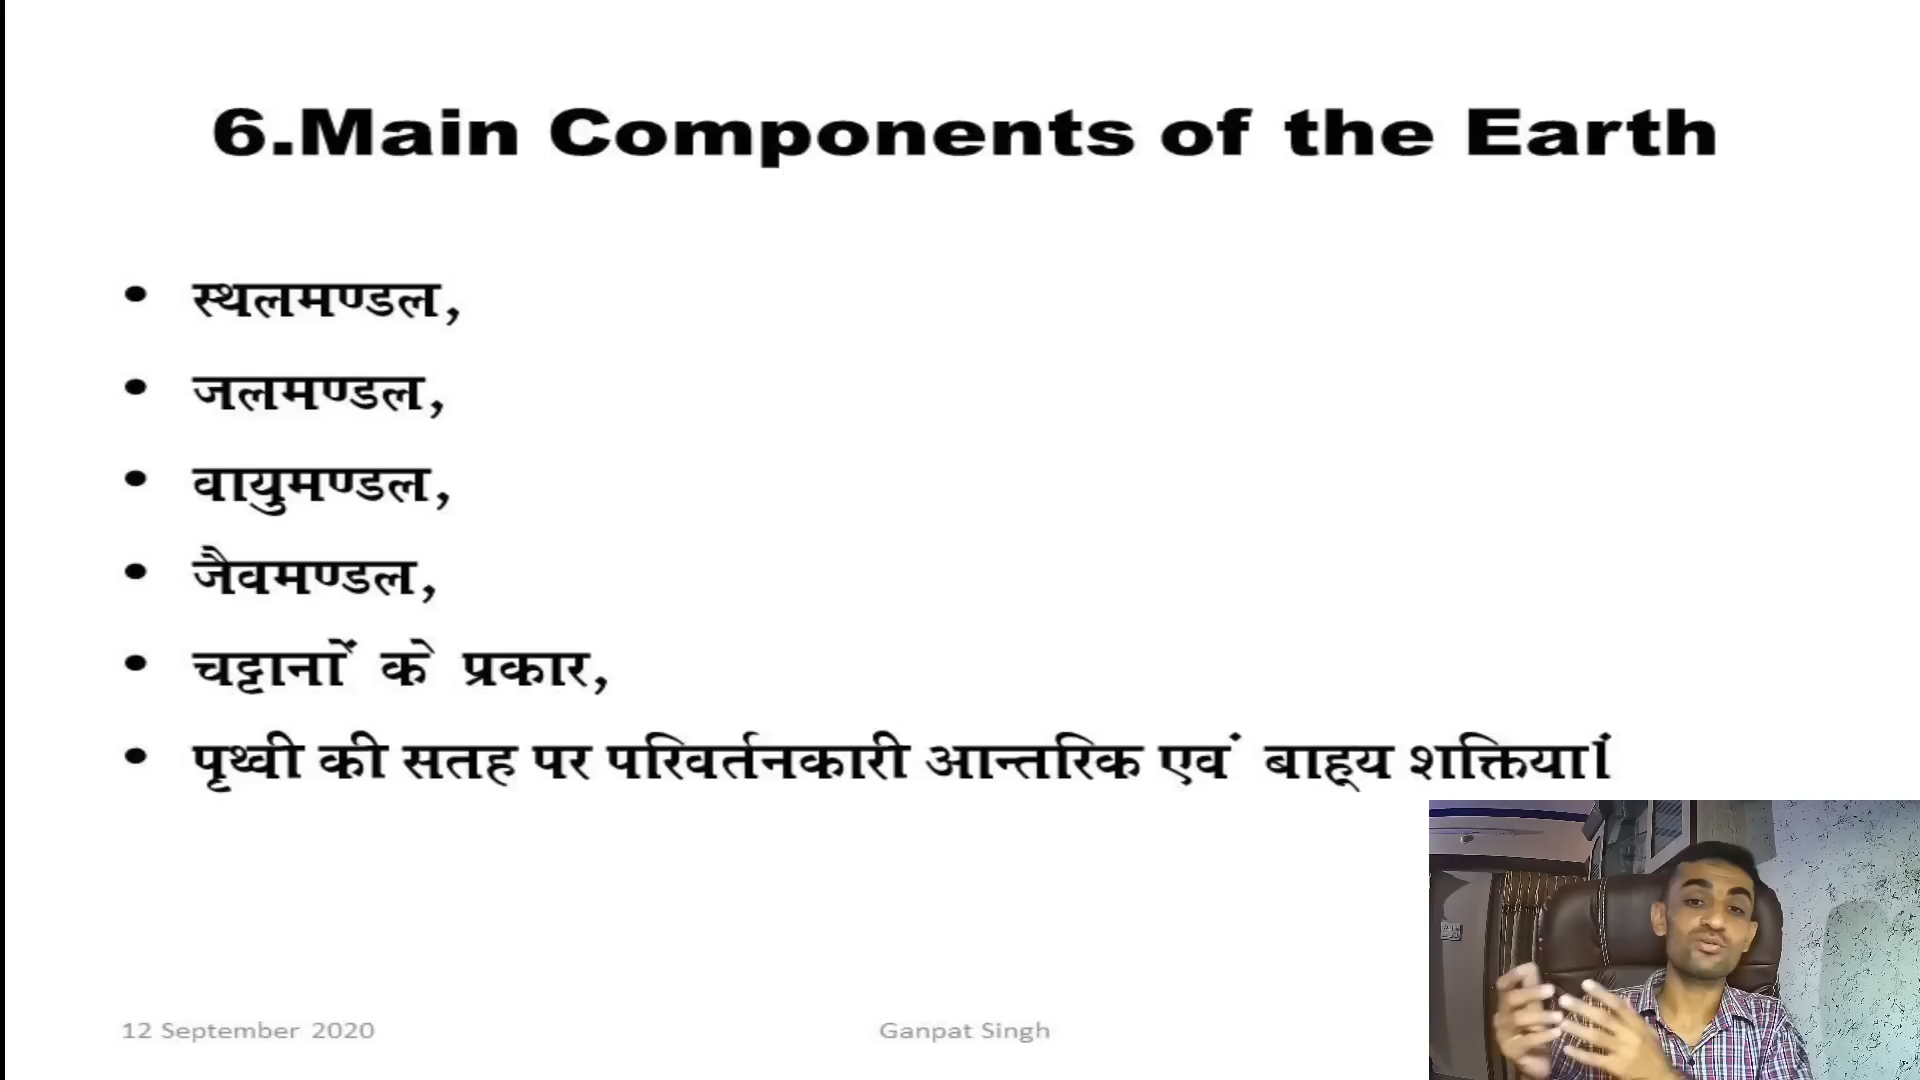 6.Main Components of the Earth
• स्थलमण्डल,
• जलमण्डल,
• वायुमण्डल,
• जैवमण्डल,
• चट्टानों के प्रकार,
• पृथ्वी की सतह पर परिवर्तनकारी आन्तरिक एवं बाह्य शक्तियां।
12 September 2020
Ganpat Singh